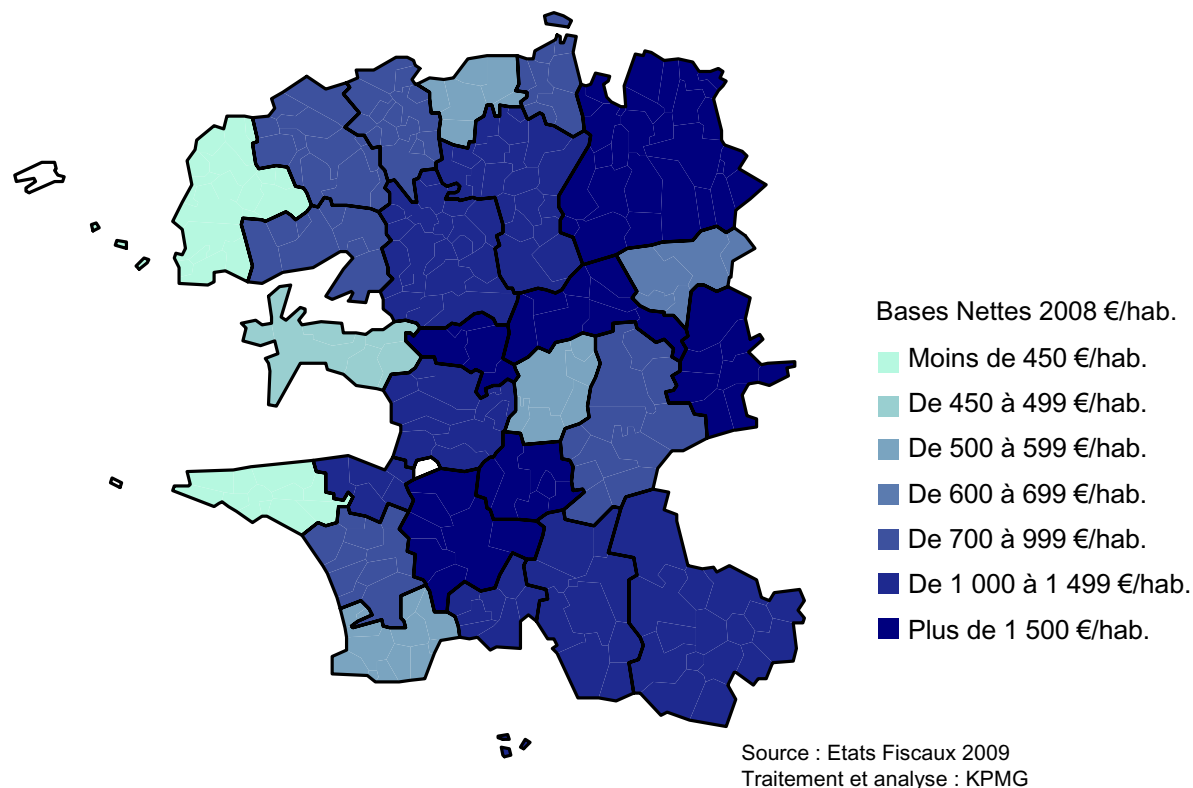 Bases Nettes 2008 €/hab.
Moins de 450 €/hab.
De 450 à 499 €/hab.
De 500 à 599 €/hab.
De 600 à 699 €/hab.
De 700 à 999 €/hab.
De 1 000 à 1 499 €/hab.
Plus de 1 500 €/hab.
Source : Etats Fiscaux 2009
Traitement et analyse : KPMG